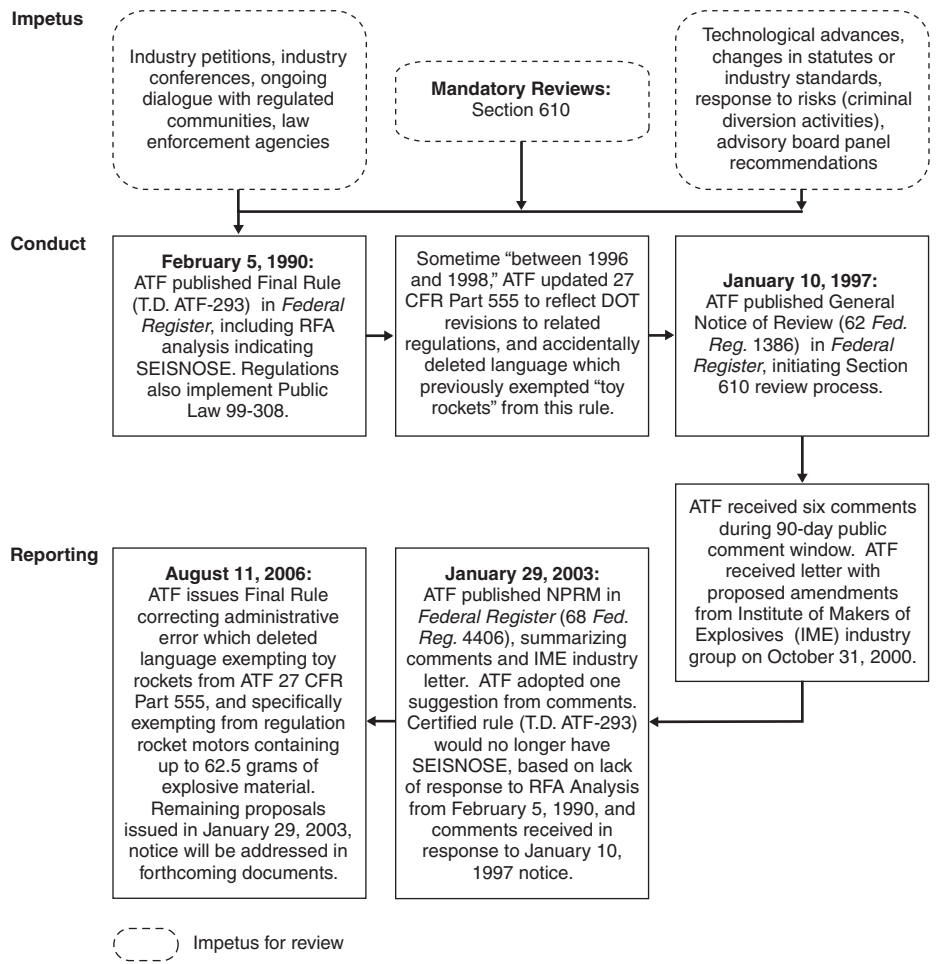 Impetus
Industry petitions, industry
conferences, ongoing
dialogue with regulated
communities, law
enforcement agencies
Mandatory Reviews:
Section 610
Technological advances,
changes in statutes or
industry standards,
response to risks (criminal
diversion activities),
advisory board panel
recommendations
Conduct
February 5, 1990:
ATF published Final Rule
(T.D. ATF-293) in Federal
Register, including RFA
analysis indicating
SEISNOSE. Regulations
also implement Public
Law 99-308.
Sometime “between 1996
and 1998,” ATF updated 27
CFR Part 555 to reflect DOT
revisions to related
regulations, and accidentally
deleted language which
previously exempted “toy
rockets” from this rule.
January 10, 1997:
ATF published General
Notice of Review (62 Fed.
Reg. 1386) in Federal
Register, initiating Section
610 review process.
ATF received six comments
during 90-day public
comment window. ATF
received letter with
proposed amendments
from Institute of Makers of
Explosives (IME) industry
group on October 31, 2000.
Reporting
August 11, 2006:
ATF issues Final Rule
correcting administrative
error which deleted
language exempting toy
rockets from ATF 27 CFR
Part 555, and specifically
exempting from regulation
rocket motors containing
up to 62.5 grams of
explosive material.
Remaining proposals
issued in January 29, 2003,
notice will be addressed in
forthcoming documents.
January 29, 2003:
ATF published NPRM in
Federal Register (68 Fed.
Reg. 4406), summarizing
comments and IME industry
letter. ATF adopted one
suggestion from comments.
Certified rule (T.D. ATF-293)
would no longer have
SEISNOSE, based on lack
of response to RFA Analysis
from February 5, 1990, and
comments received in
response to January 10,
1997 notice.
Impetus for review